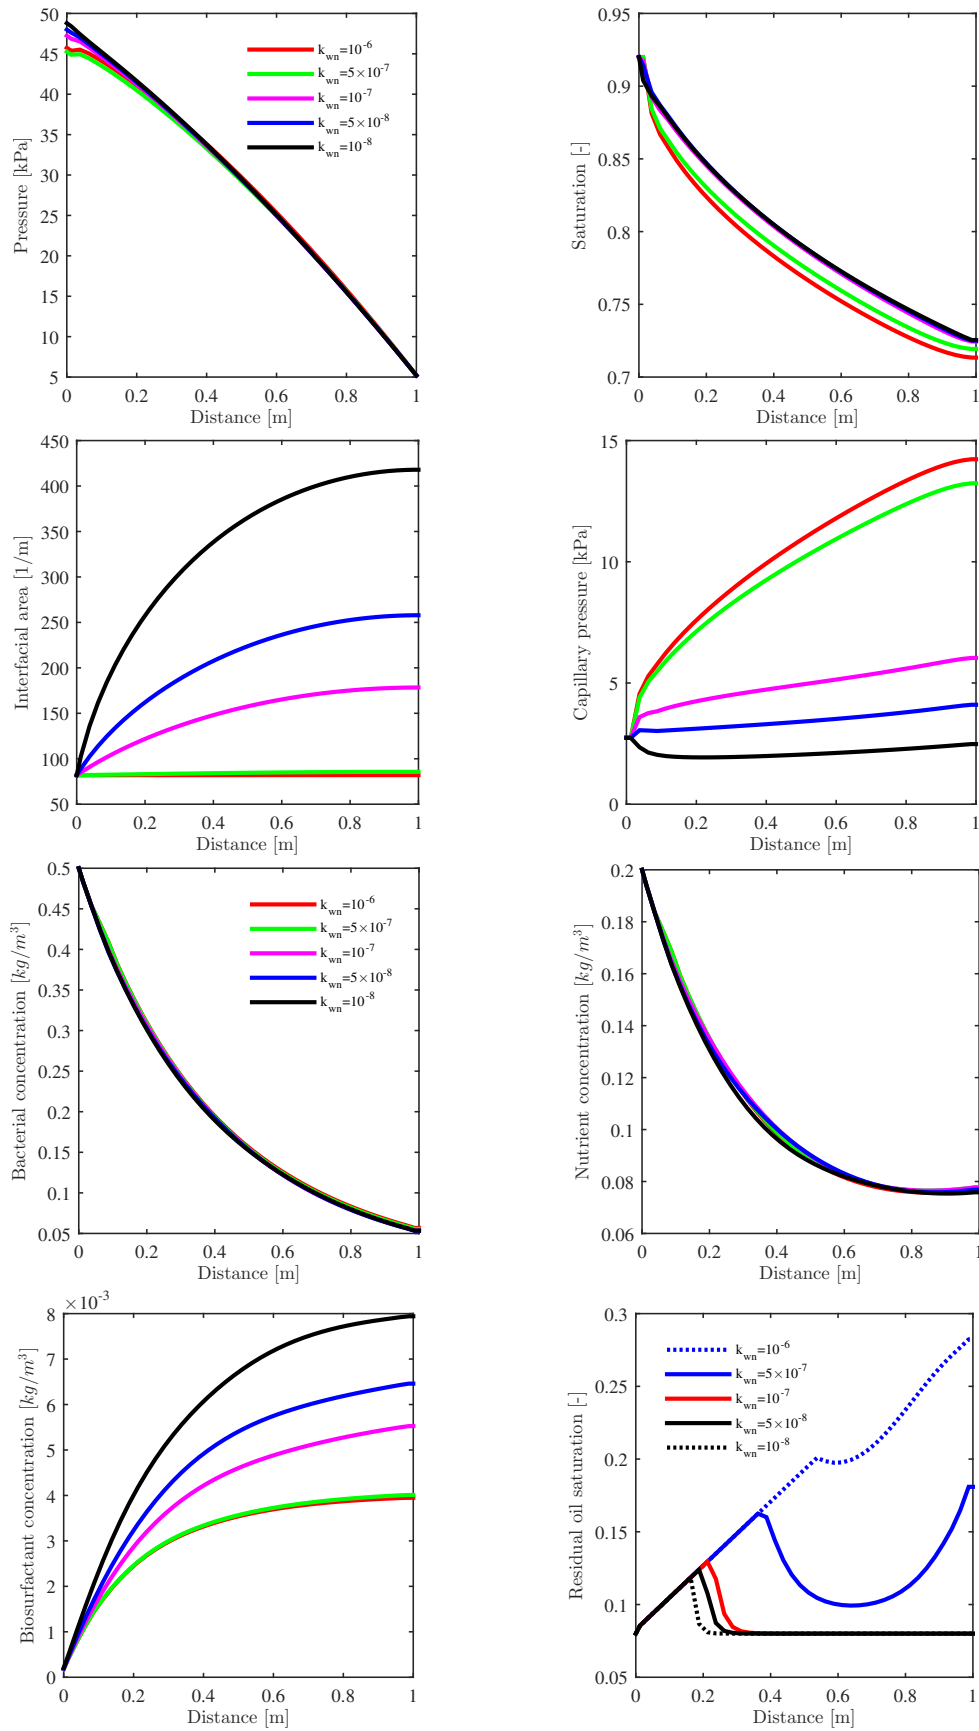 50
45
40
35
30
25
20
15
10
5
Pressure [kPa]
k_wn=10^-6
k_wn=5×10^-7
k_wn=10^-7
k_wn=5×10^-8
k_wn=10^-8
0 0.2 0.4 0.6 0.8 1
Distance [m]
0.95
0.9
0.85
0.8
0.75
0.7
Saturation [-]
0 0.2 0.4 0.6 0.8 1
Distance [m]
450
400
350
300
250
200
150
100
50
Interfacial area [1/m]
0 0.2 0.4 0.6 0.8 1
Distance [m]
15
10
5
0
Capillary pressure [kPa]
0 0.2 0.4 0.6 0.8 1
Distance [m]
0.5
0.45
0.4
0.35
0.3
0.25
0.2
0.15
0.1
0.05
Bacterial concentration [kg/m^3]
k_wn=10^-6
k_wn=5×10^-7
k_wn=10^-7
k_wn=5×10^-8
k_wn=10^-8
0 0.2 0.4 0.6 0.8 1
Distance [m]
0.2
0.18
0.16
0.14
0.12
0.1
0.08
0.06
Nutrient concentration [kg/m^3]
0 0.2 0.4 0.6 0.8 1
Distance [m]
×10^-3
8
7
6
5
4
3
2
1
0
Biosurfactant concentration [kg/m^3]
0 0.2 0.4 0.6 0.8 1
Distance [m]
0.3
0.25
0.2
0.15
0.1
0.05
Residual oil saturation [-]
k_wn=10^-6
k_wn=5×10^-7
k_wn=10^-7
k_wn=5×10^-8
k_wn=10^-8
0 0.2 0.4 0.6 0.8 1
Distance [m]